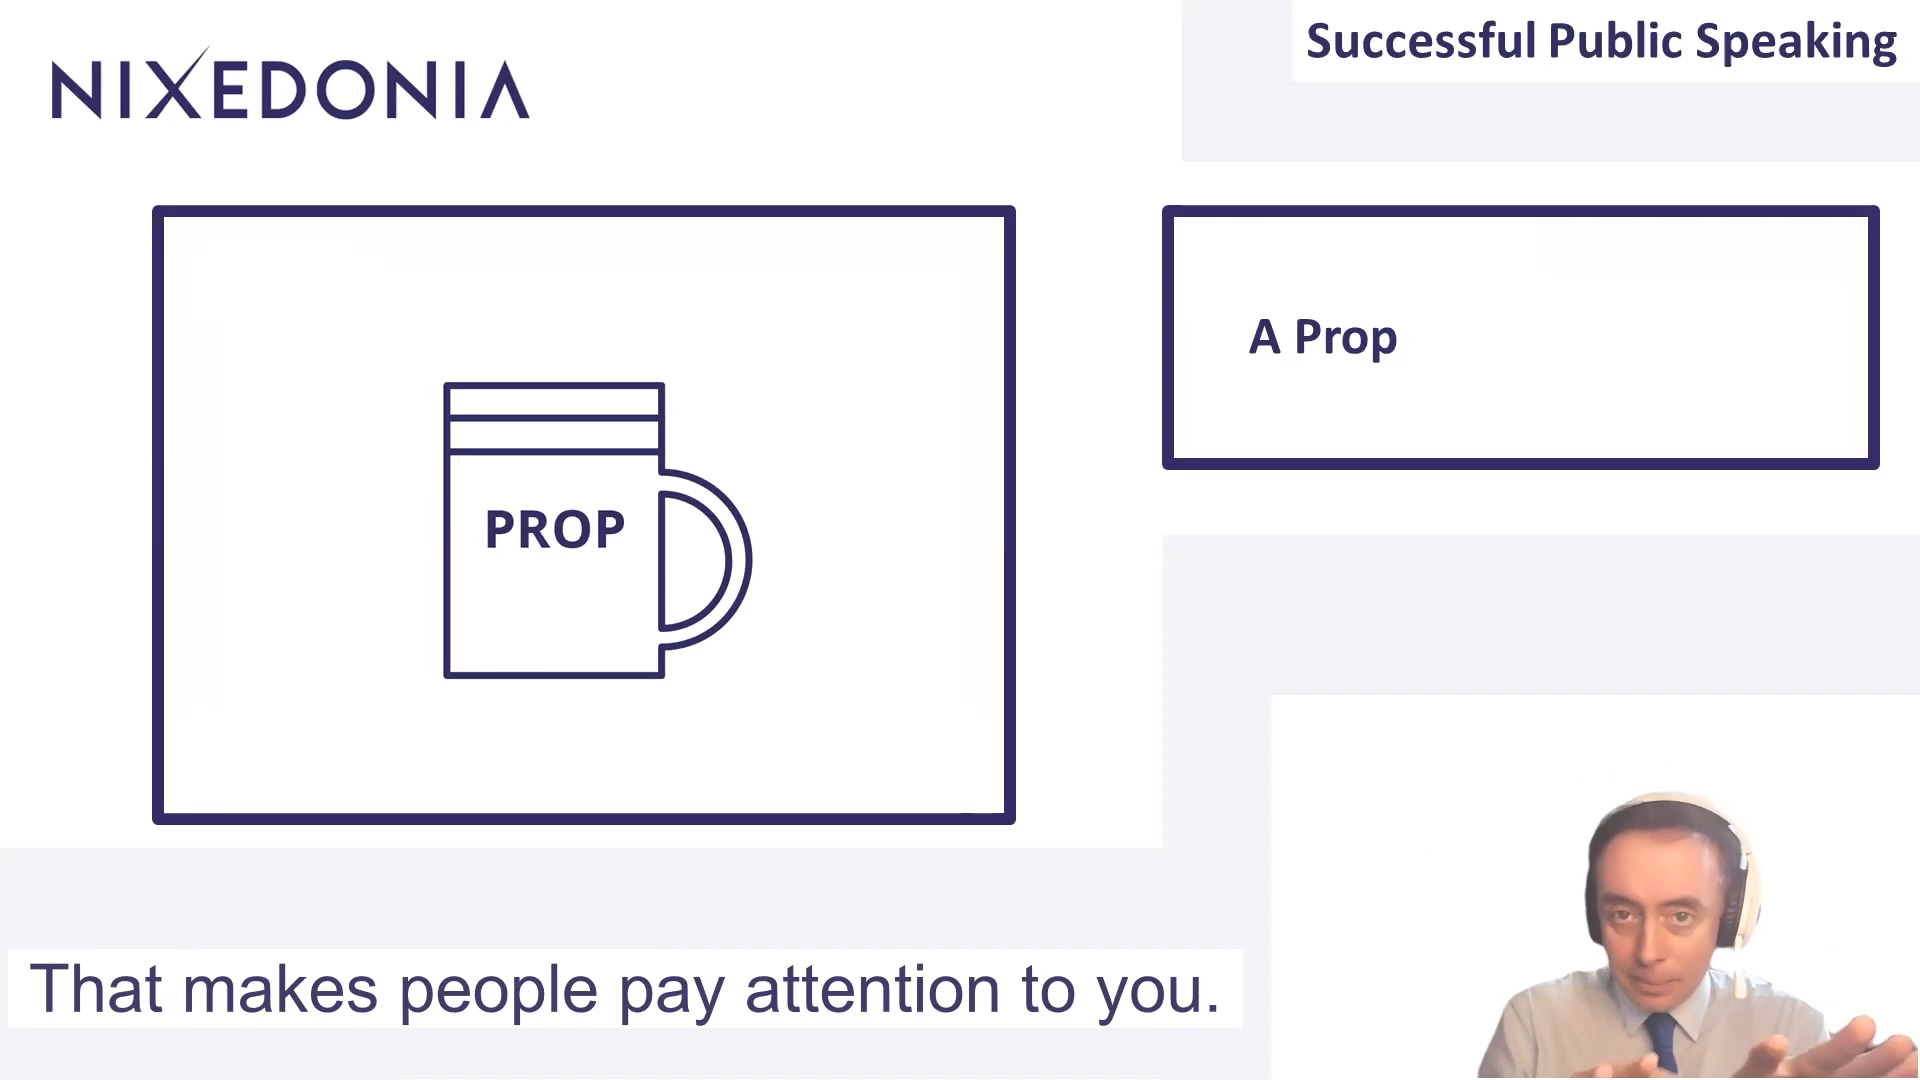 NIXEDONIA
Successful Public Speaking
PROP
A Prop
That makes people pay attention to you.